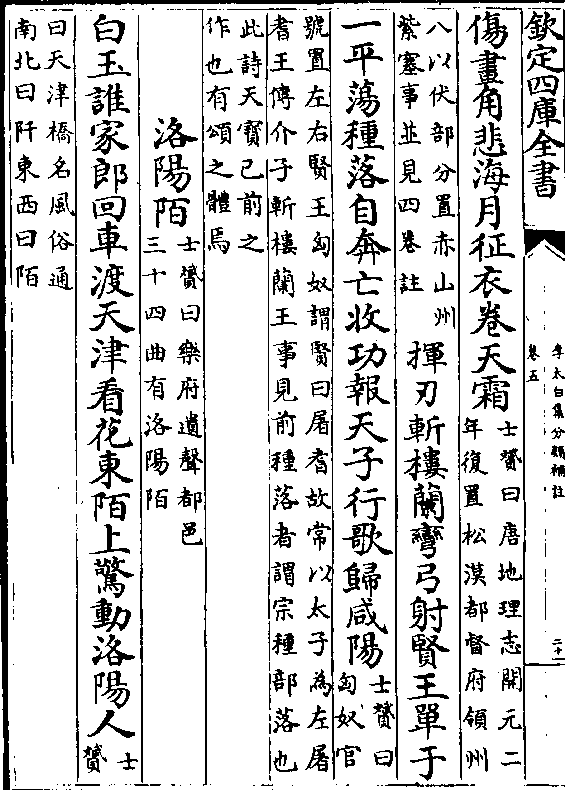 欽定四庫全書
李太白集分類補註
卷五
二十一
傷畫角悲海月征衣卷天霜
士贇曰唐地理志開元二
年復置松漠都督府領州
八以伏部分置赤山州
紫塞事並見四卷註
揮刃斬樓蘭彎弓射賢王單于
一平蕩種落自奔亡收功報天子行歌歸咸陽
士贇曰
匈奴官
號置左右賢王匈奴謂賢曰屠耆故常以太子為左屠
耆王傅介子斬樓蘭王事見前種落者謂宗種部落也
此詩天寶已前之
作也有頌之體焉
洛陽陌
士贇曰樂府遺聲都邑
三十四曲有洛陽陌
白玉誰家郎回車渡天津看花東陌上驚動洛陽人
士
贇
曰天津橋名風俗通
南北曰阡東西曰陌